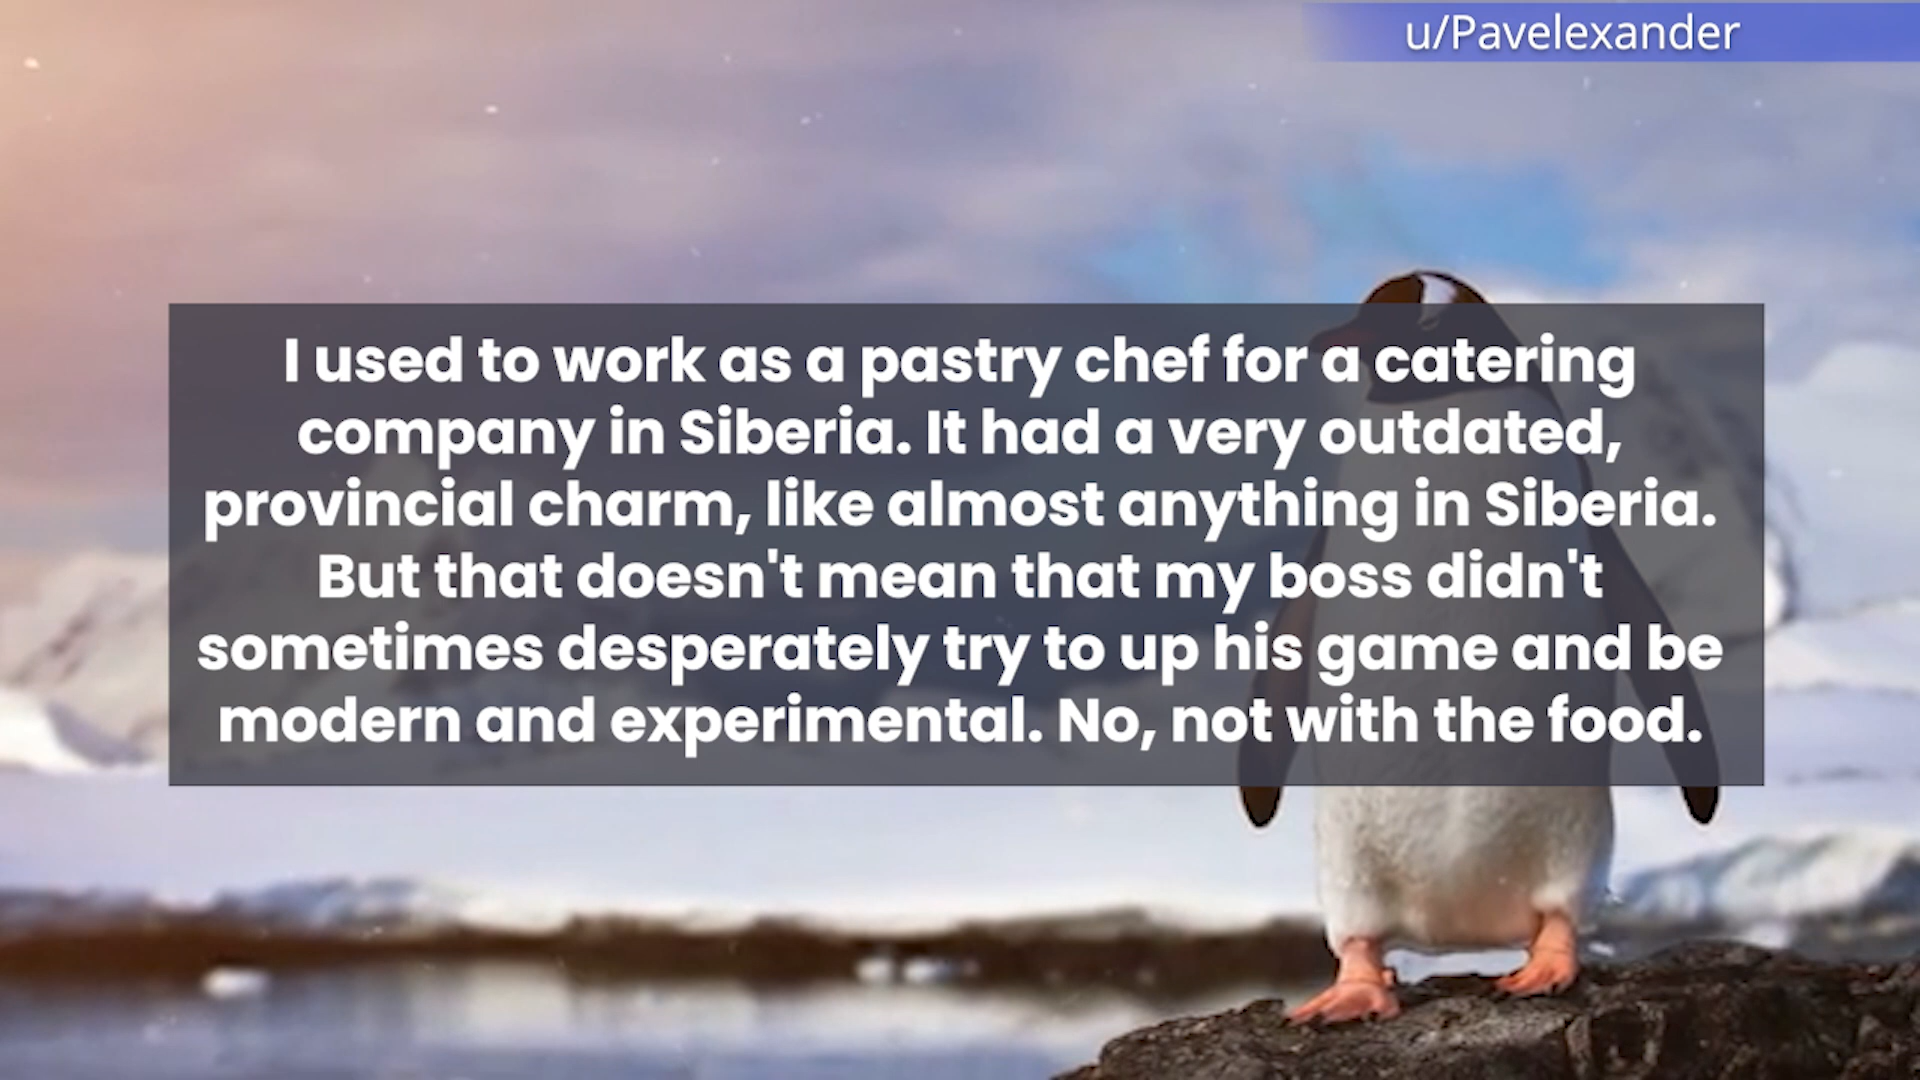 u/Pavelexander
I used to work as a pastry chef for a catering
company in Siberia. It had a very outdated,
provincial charm, like almost anything in Siberia.
But that doesn't mean that my boss didn't
sometimes desperately try to up his game and be
modern and experimental. No, not with the food.